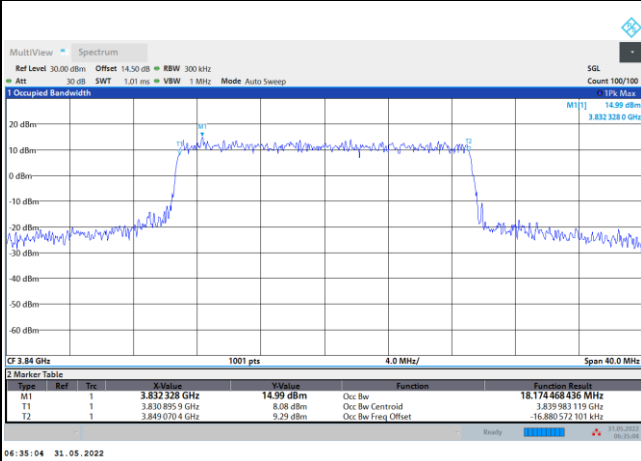 MultiView Spectrum
Ref Level 30.00 dBm Offset 14.50 dB RBW 300 kHz SGL
Att 30 dB SWT 1.01 ms VBW 1 MHz Mode Auto Sweep Count 100/100
1 Occupied Bandwidth 1Pk Max
M1[1] 14.99 dBm
3.832 328 0 GHz
20 dBm
M1
T1 T2
10 dBm
0 dBm
-10 dBm
-20 dBm
-30 dBm
-40 dBm
-50 dBm
-60 dBm
CF 3.84 GHz 1001 pts 4.0 MHz/ Span 40.0 MHz
2 Marker Table
Type Ref Trc X-Value Y-Value Function Function Result
M1 1 3.832 328 GHz 14.99 dBm Occ Bw 18.174 468 436 MHz
T1 1 3.830 895 9 GHz 8.08 dBm Occ Bw Centroid 3.839 983 119 GHz
T2 1 3.849 070 4 GHz 9.29 dBm Occ Bw Freq Offset -16.880 572 101 kHz
Ready 31.05.2022
06:35:04
06:35:04 31.05.2022